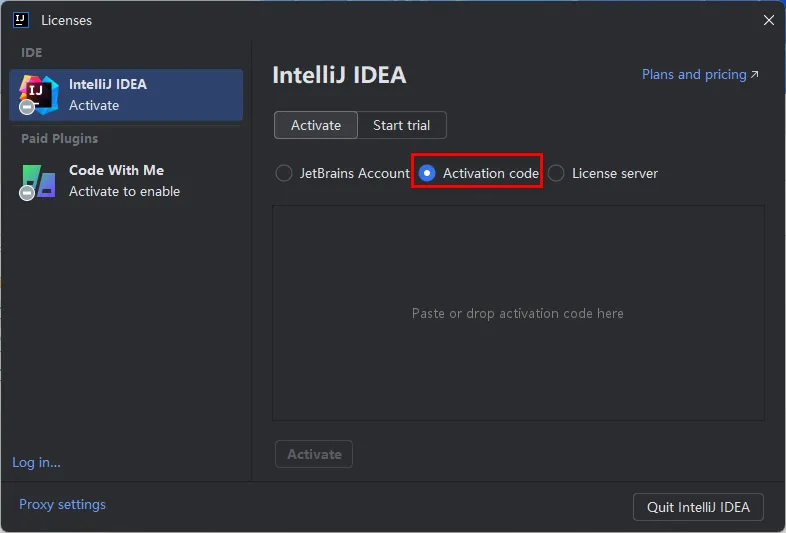 Licenses
IDE
IntelliJ IDEA
Activate
Paid Plugins
Code With Me
Activate to enable
Log in...
IntelliJ IDEA
Plans and pricing ↗
Activate
Start trial
JetBrains Account
Activation code
License server
Paste or drop activation code here
Activate
Proxy settings
Quit IntelliJ IDEA